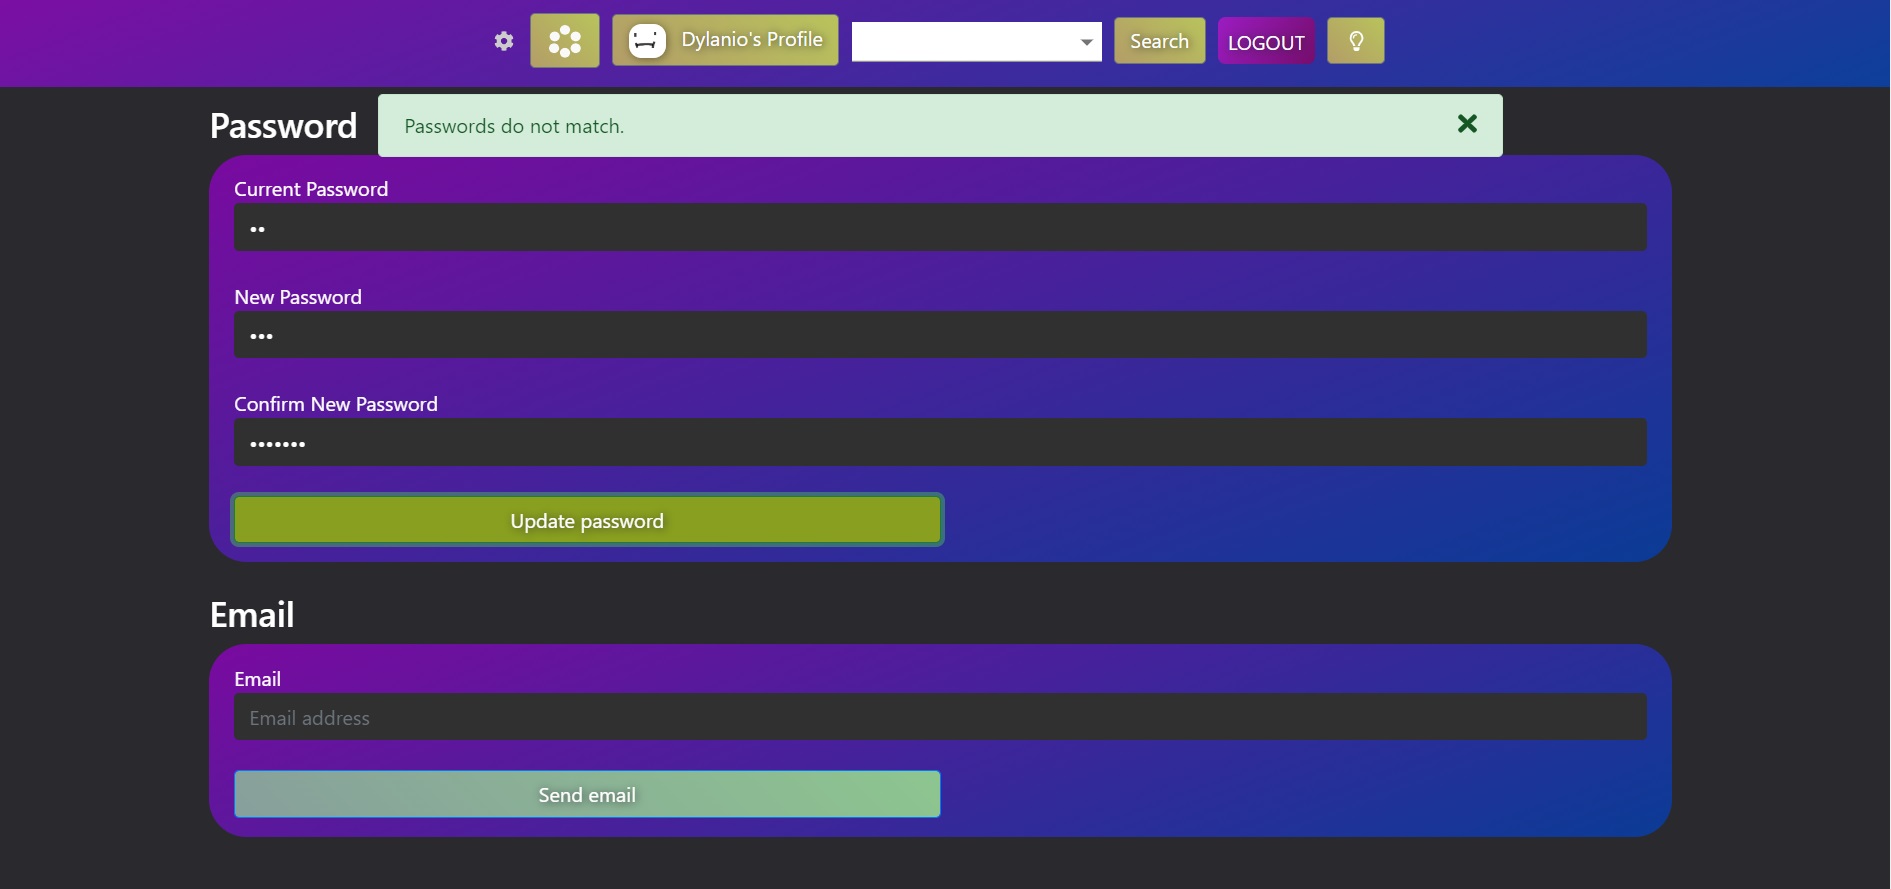 Dylanio's Profile
Search
LOGOUT
Password
Passwords do not match.
Current Password
••
New Password
•••
Confirm New Password
•••••••
Update password
Email
Email
Email address
Send email